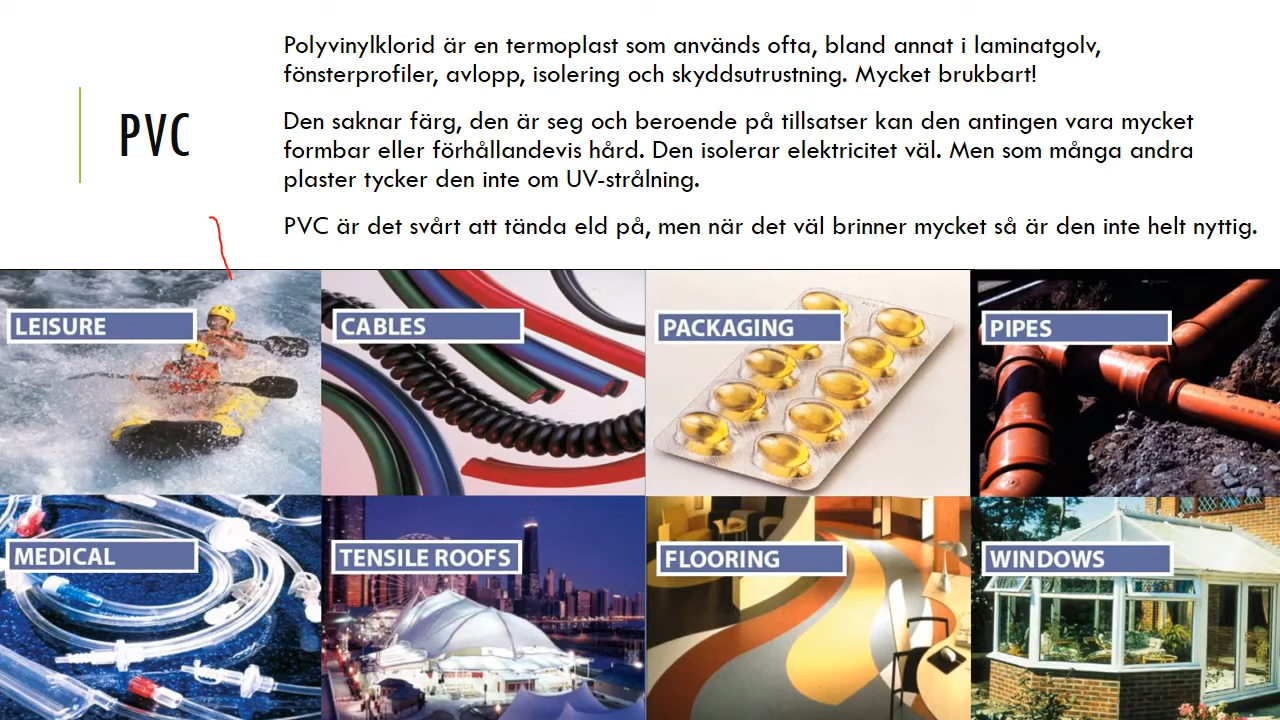 Polyvinylklorid är en termoplast som används ofta, bland annat i laminatgolv,
fönsterprofiler, avlopp, isolering och skyddsutrustning. Mycket brukbart!
PVC
Den saknar färg, den är seg och beroende på tillsatser kan den antingen vara mycket
formbar eller förhållandevis hård. Den isolerar elektricitet väl. Men som många andra
plaster tycker den inte om UV-strålning.
PVC är det svårt att tända eld på, men när det väl brinner mycket så är den inte helt nyttig.
LEISURE
CABLES
PACKAGING
PIPES
MEDICAL
TENSILE ROOFS
FLOORING
WINDOWS